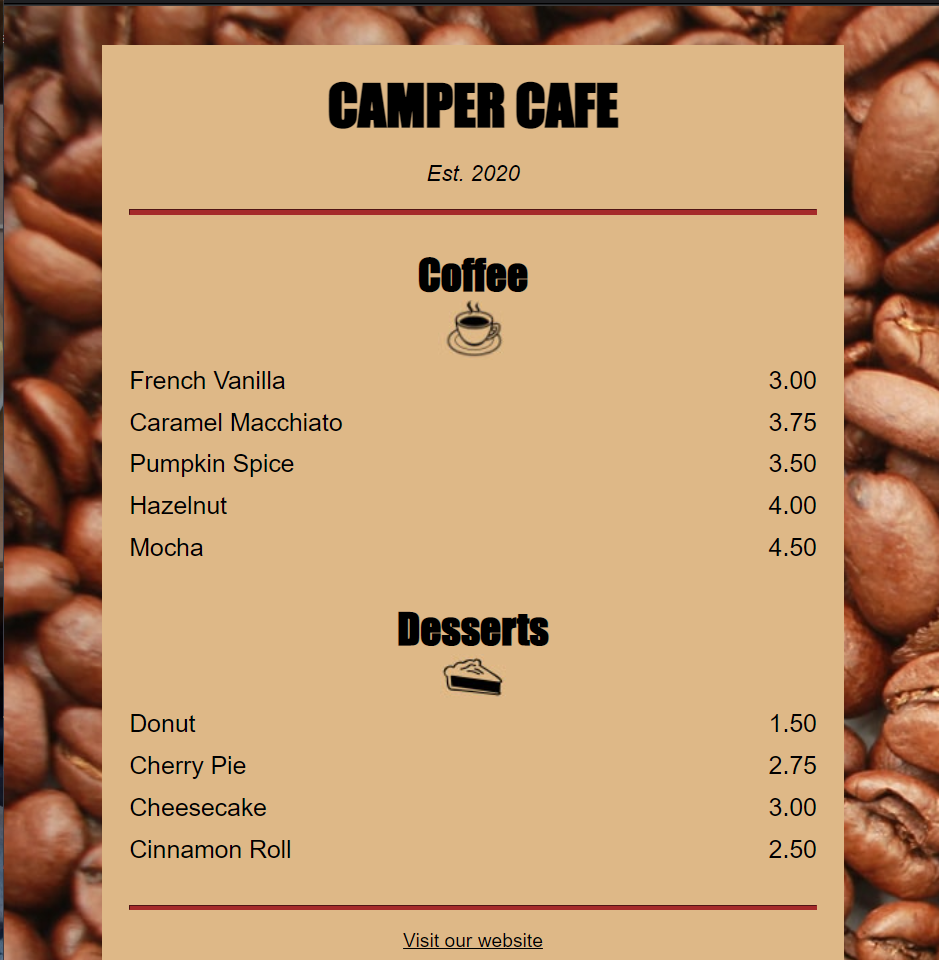 CAMPER CAFE
Est. 2020
Coffee
French Vanilla 3.00
Caramel Macchiato 3.75
Pumpkin Spice 3.50
Hazelnut 4.00
Mocha 4.50
Desserts
Donut 1.50
Cherry Pie 2.75
Cheesecake 3.00
Cinnamon Roll 2.50
Visit our website